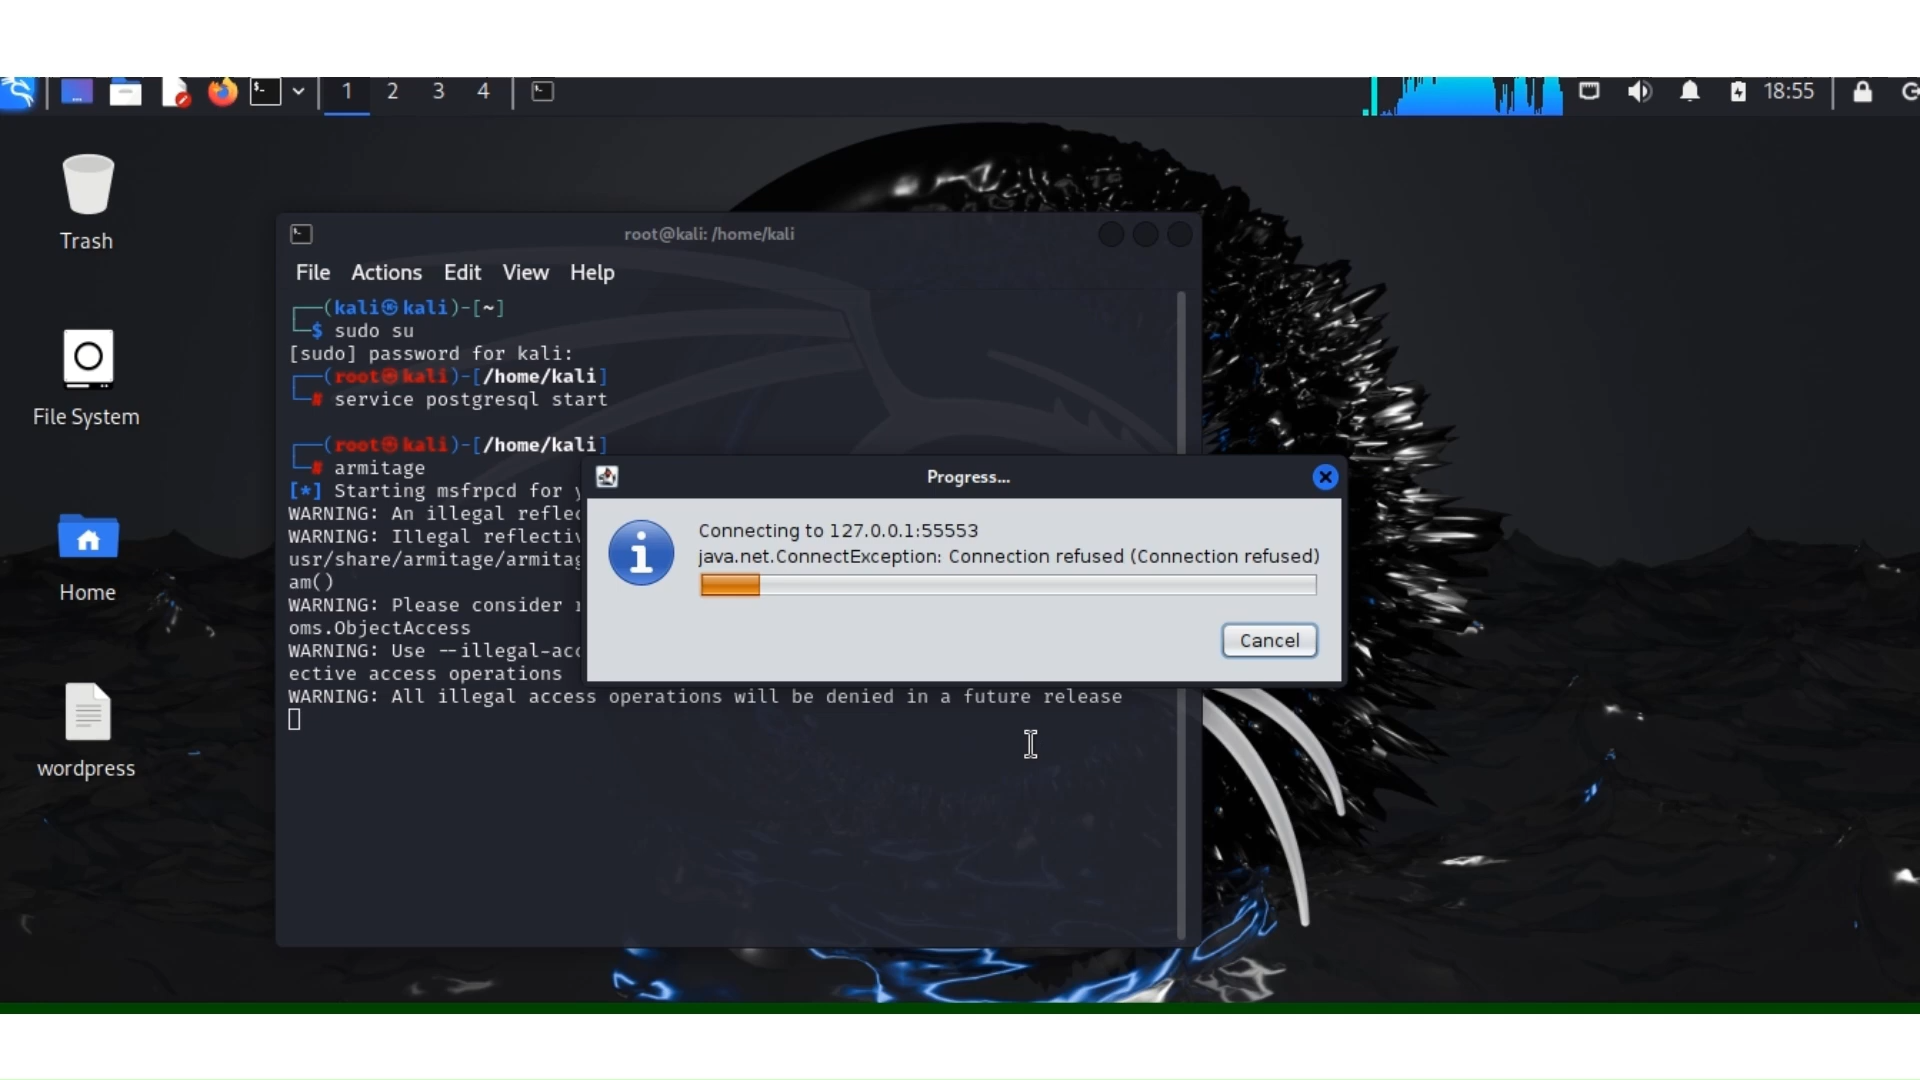 1 2 3 4
18:55
Trash
File System
Home
wordpress
root@kali: /home/kali
File Actions Edit View Help
┌──(kali㉿kali)-[~]
└─$ sudo su
[sudo] password for kali:
┌──(root㉿kali)-[/home/kali]
└─# service postgresql start
┌──(root㉿kali)-[/home/kali]
└─# armitage
[*] Starting msfrpcd for
WARNING: An illegal reflec
WARNING: Illegal reflectiv
usr/share/armitage/armitag
am()
WARNING: Please consider
oms.ObjectAccess
WARNING: Use --illegal-acc
ective access operations
WARNING: All illegal access operations will be denied in a future release
Progress...
Connecting to 127.0.0.1:55553
java.net.ConnectException: Connection refused (Connection refused)
Cancel